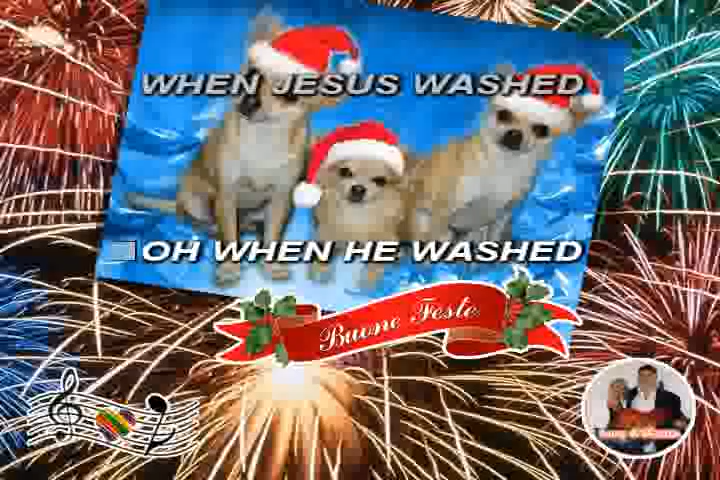 WHEN JESUS WASHED
OH WHEN HE WASHED
Buone Feste